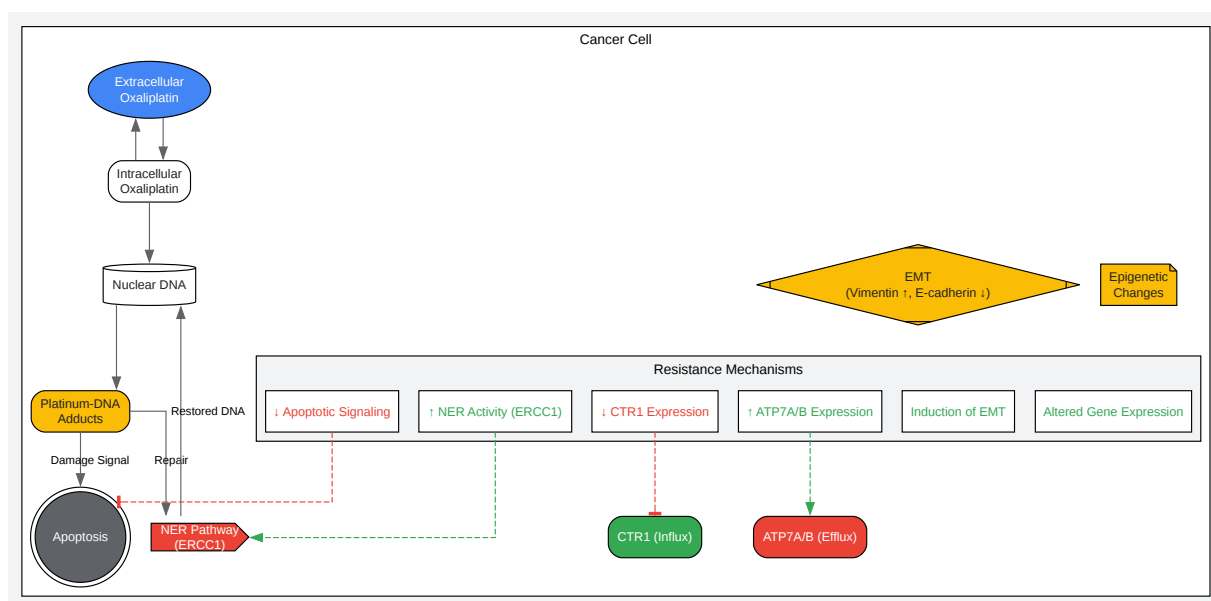 Cancer Cell
Extracellular
Oxaliplatin
Intracellular
Oxaliplatin
Nuclear DNA
EMT
(Vimentin ↑, E-cadherin ↓)
Epigenetic
Changes
Resistance Mechanisms
↓ Apoptotic Signaling
↑ NER Activity (ERCC1)
↓ CTR1 Expression
↑ ATP7A/B Expression
Induction of EMT
Altered Gene Expression
Platinum-DNA
Adducts
Restored DNA
Damage Signal
Repair
Apoptosis
NER Pathway
(ERCC1)
CTR1 (Influx)
ATP7A/B (Efflux)